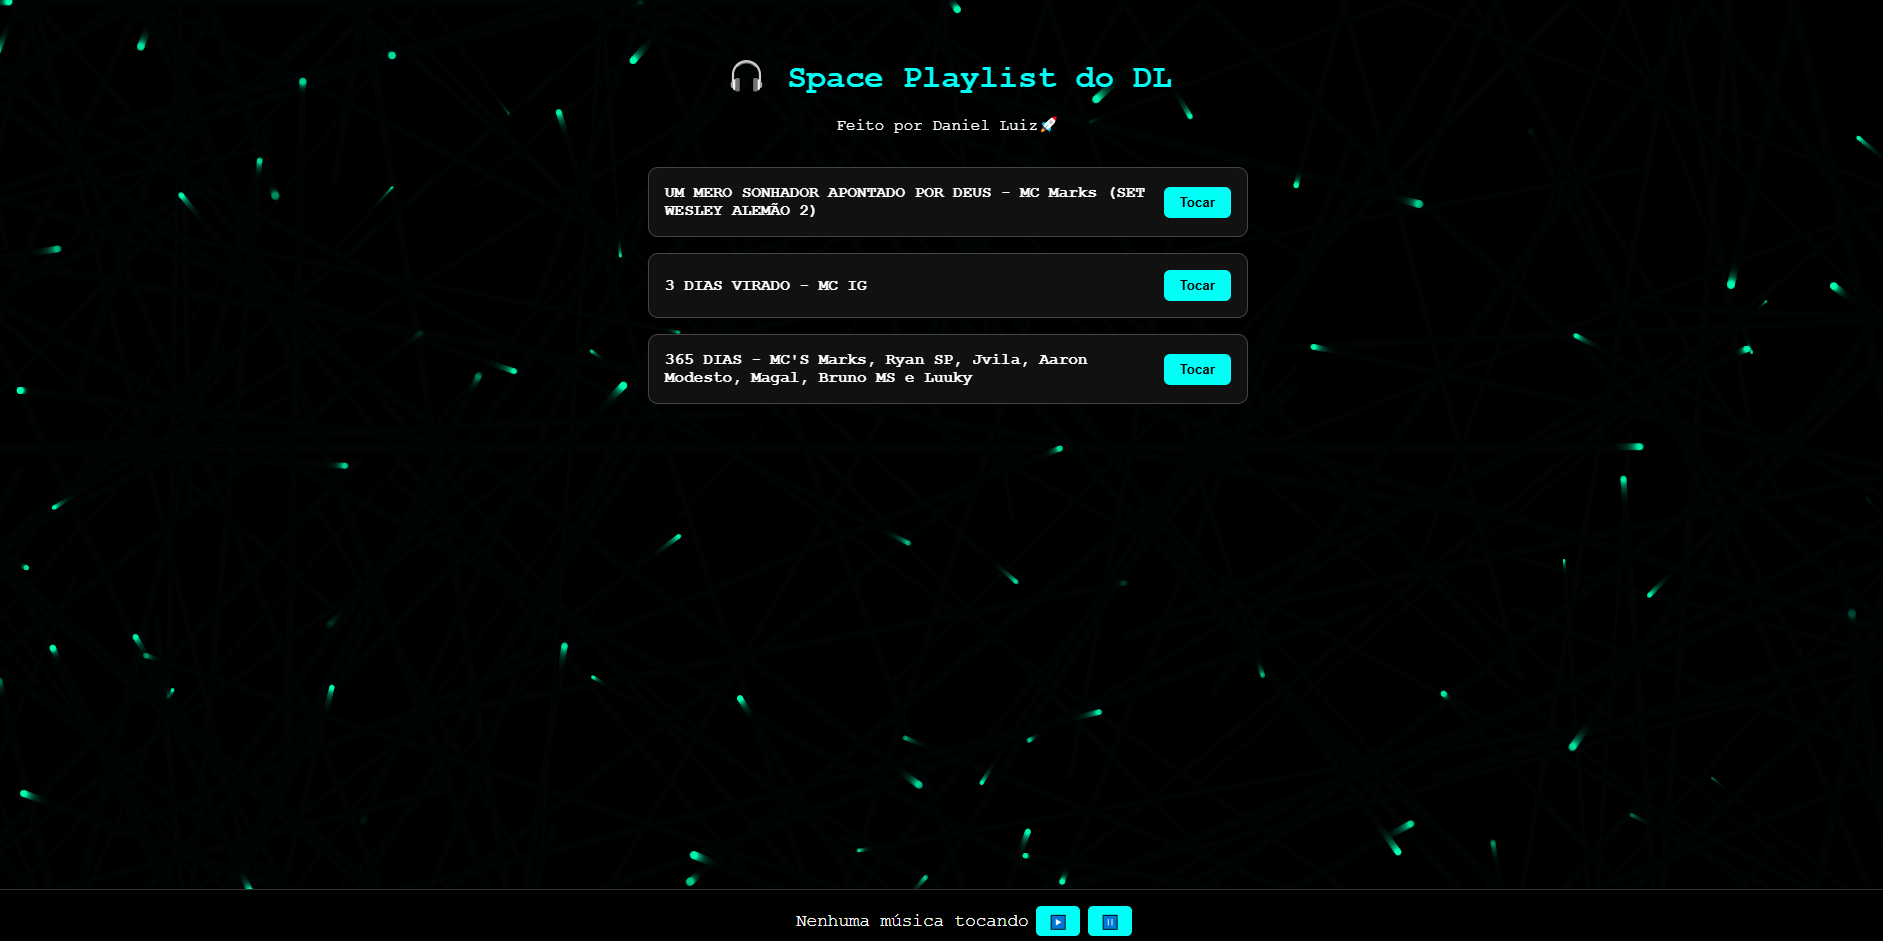 🎧 Space Playlist do DL
Feito por Daniel Luiz🚀
UM MERO SONHADOR APONTADO POR DEUS - MC Marks (SET
WESLEY ALEMÃO 2)
Tocar
3 DIAS VIRADO - MC IG
Tocar
365 DIAS - MC'S Marks, Ryan SP, Jvila, Aaron
Modesto, Magal, Bruno MS e Luuky
Tocar
Nenhuma música tocando